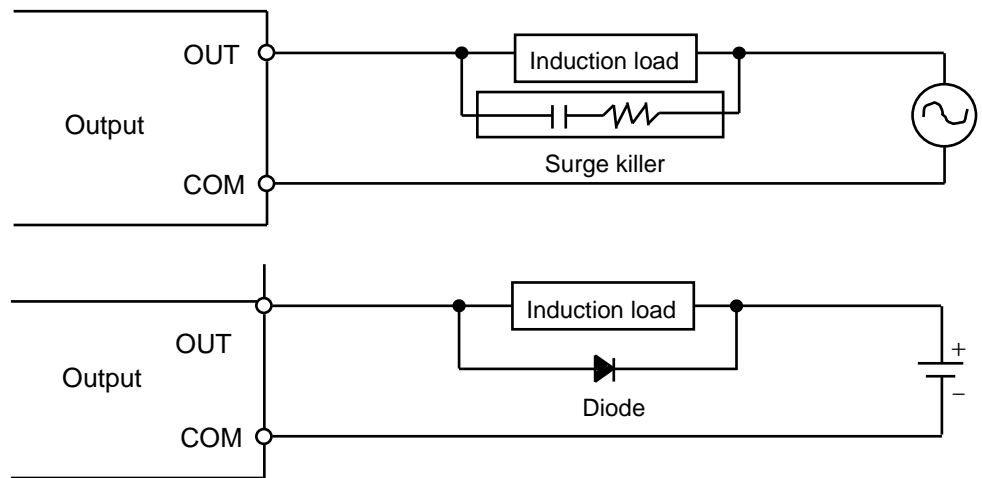 OUT
Induction load
Output
Surge killer
COM
Induction load
OUT
+
Output
−
Diode
COM